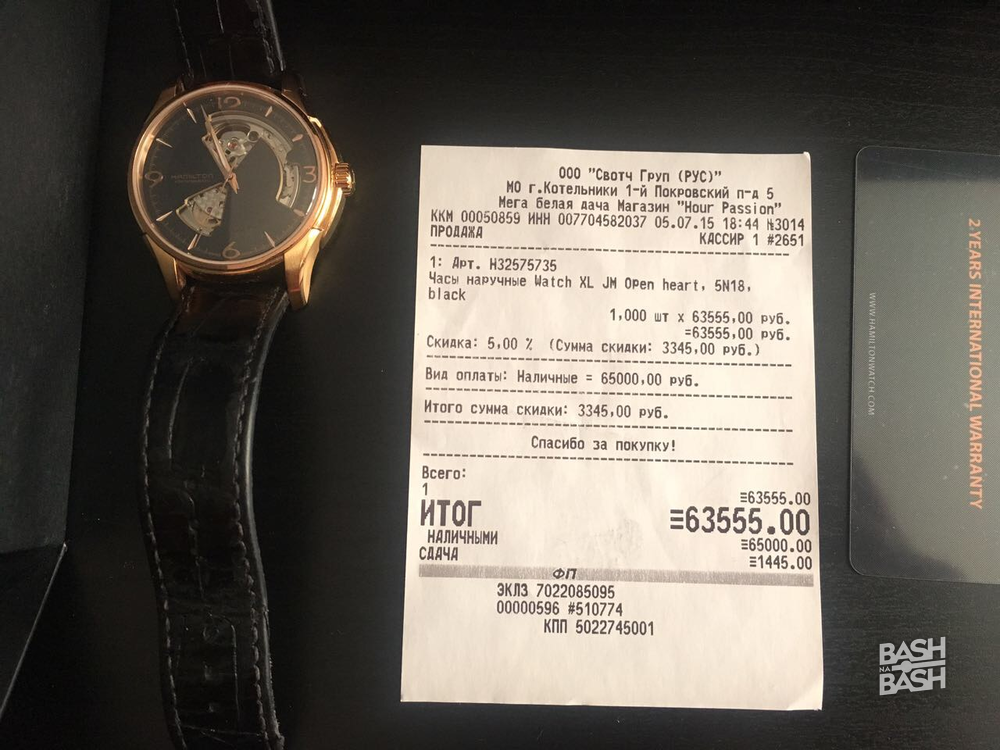 12
3
6
9
HAMILTON
ООО "Свотч Груп (РУС)"
МО г.Котельники 1-й Покровский п-д 5
Мега белая дача Магазин "Hour Passion"
ККМ 00050859 ИНН 007704582037 05.07.15 18:44 №3014
ПРОДАЖА КАССИР 1 #2651
1: Арт. H32575735
Часы наручные Watch XL JM Open heart, 5N18,
black
1,000 шт x 63555,00 руб.
=63555,00 руб.
Скидка: 5,00 % (Сумма скидки: 3345,00 руб.)
Вид оплаты: Наличные = 65000,00 руб.
Итого сумма скидки: 3345,00 руб.
Спасибо за покупку!
Всего:
1 ≡63555.00
ИТОГ ≡63555.00
НАЛИЧНЫМИ ≡65000.00
СДАЧА ≡1445.00
ФП
ЭКЛЗ 7022085095
00000596 #510774
КПП 5022745001
2 YEARS INTERNATIONAL WARRANTY
WWW.HAMILTONWATCH.COM
BASH
NA
BASH